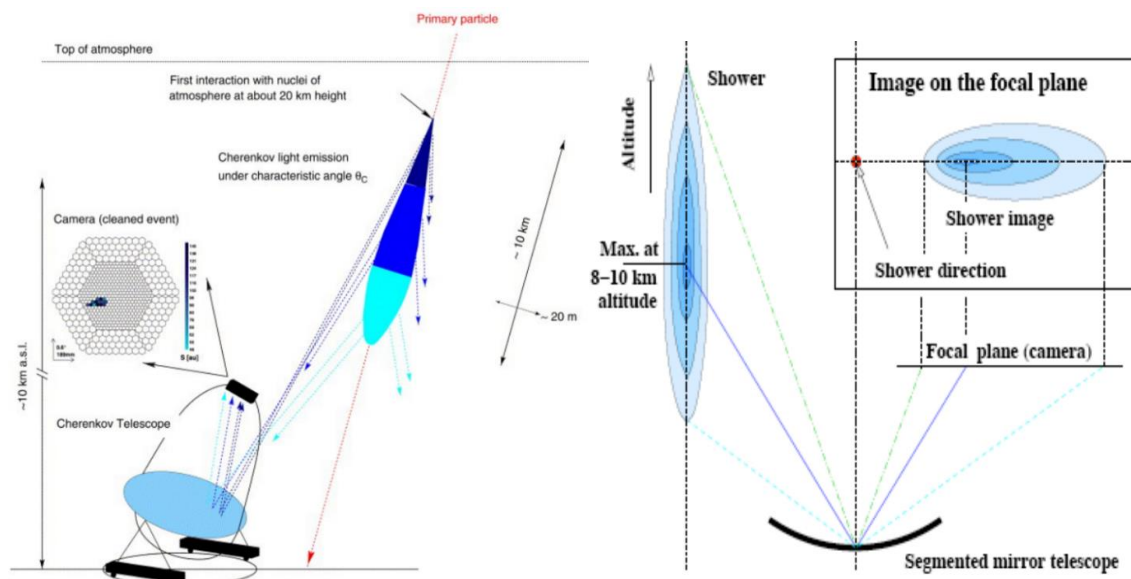 Primary particle
Top of atmosphere
First interaction with nuclei of
atmosphere at about 20 km height
Cherenkov light emission
under characteristic angle θC
Camera (cleaned event)
S [au]
~ 10 km
~ 20 m
~10 km a.s.l.
Cherenkov Telescope
Altitude
Shower
Max. at
8–10 km
altitude
Image on the focal plane
Shower image
Shower direction
Focal plane (camera)
Segmented mirror telescope